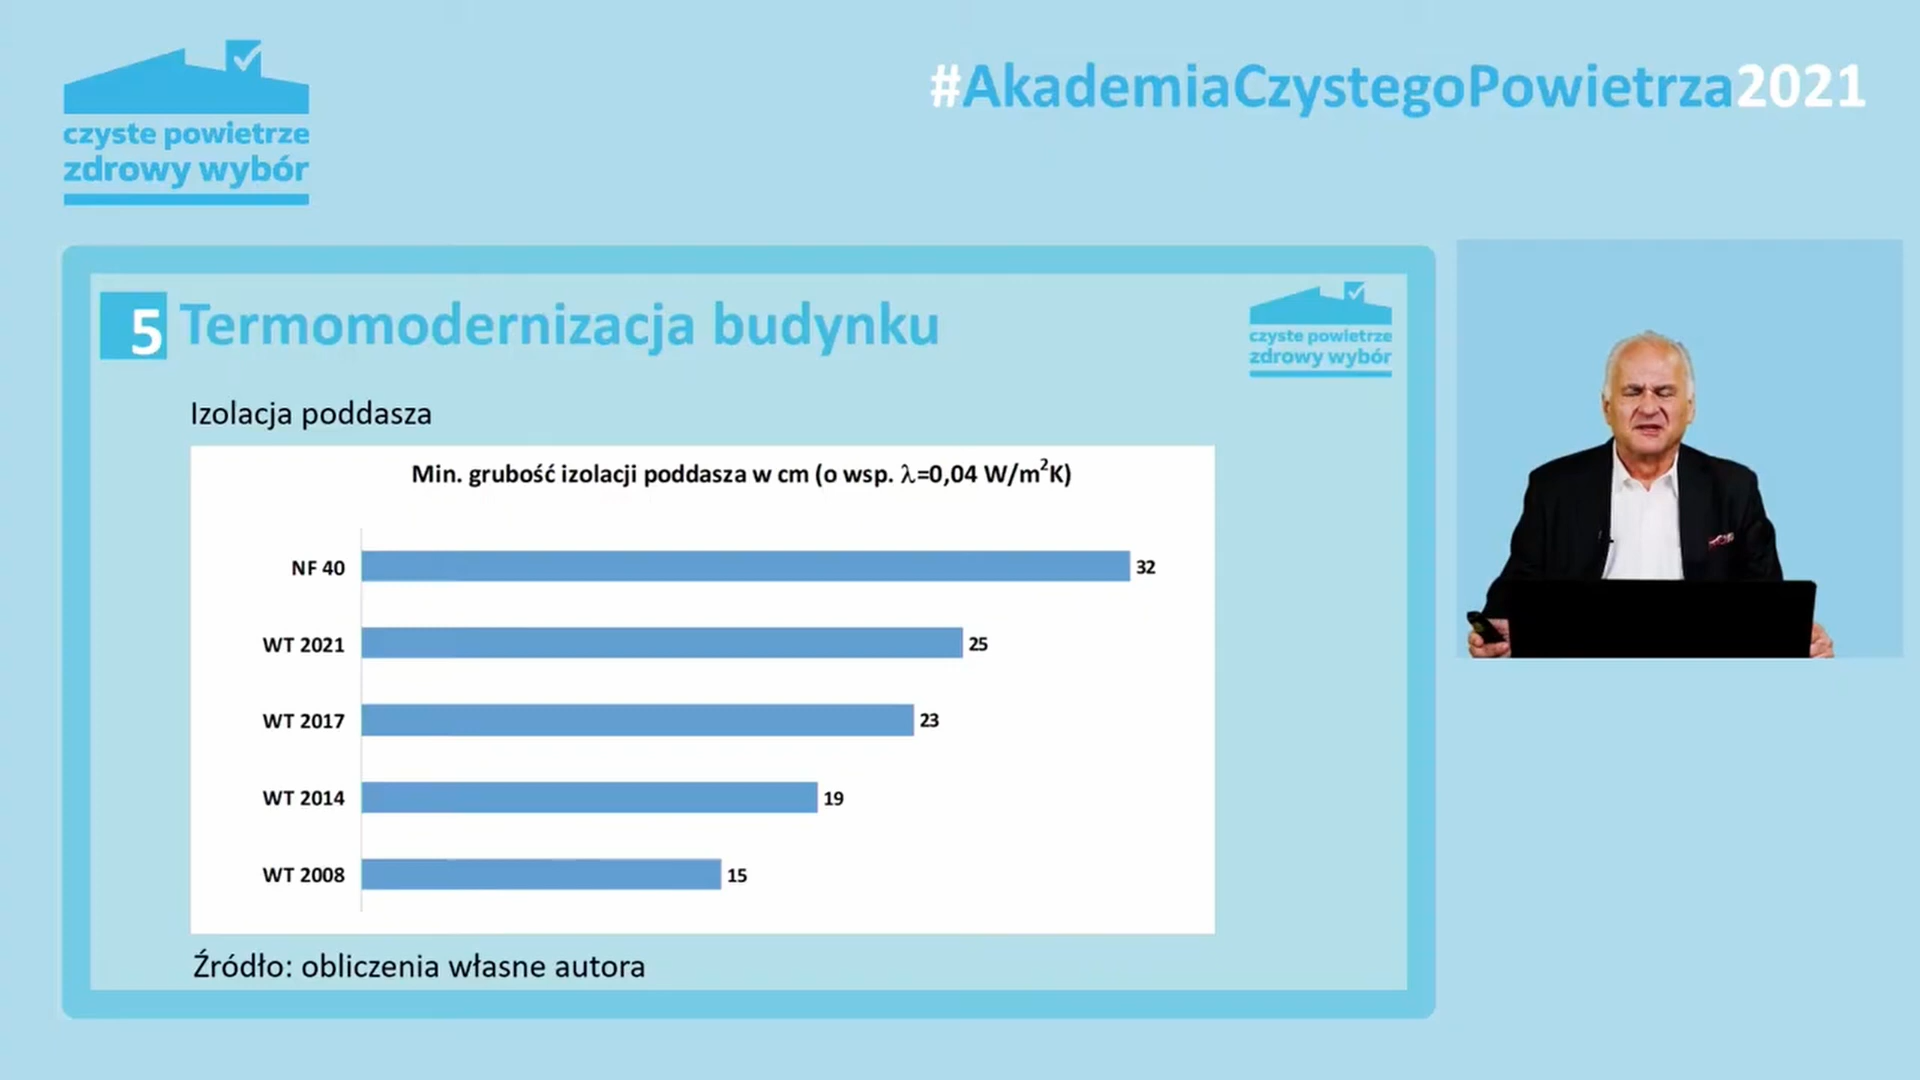 czyste powietrze
zdrowy wybór
#AkademiaCzystegoPowietrza2021
5 Termomodernizacja budynku
czyste powietrze
zdrowy wybór
Izolacja poddasza
Min. grubość izolacji poddasza w cm (o wsp. λ=0,04 W/m²K)
NF 40 32
WT 2021 25
WT 2017 23
WT 2014 19
WT 2008 15
Źródło: obliczenia własne autora